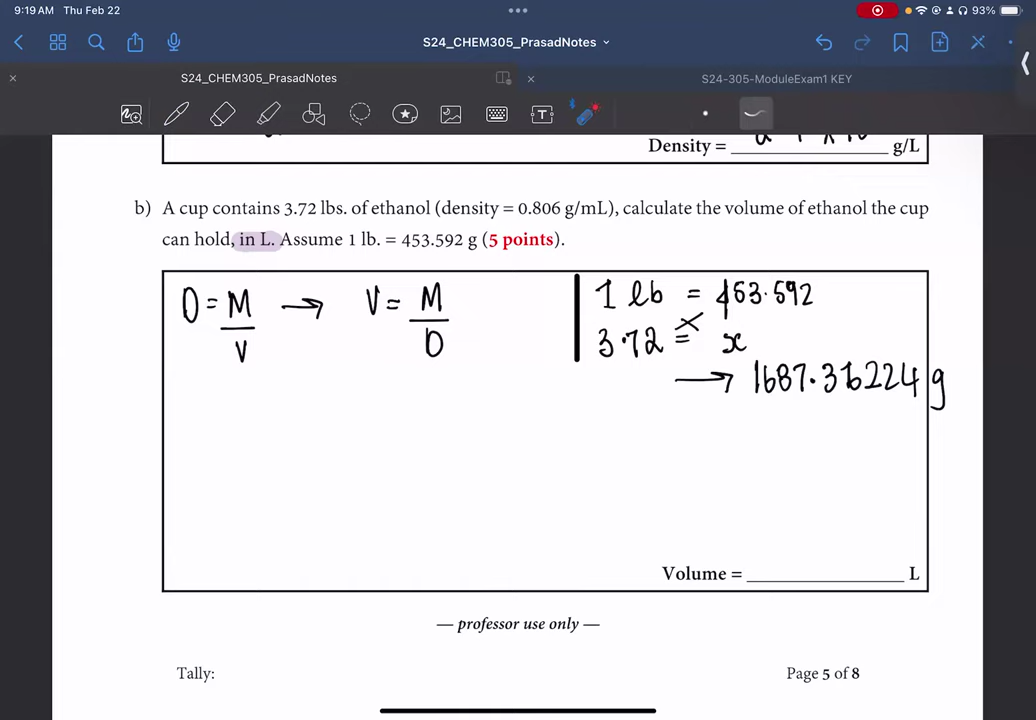 9:19 AM Thu Feb 22
93%
S24_CHEM305_PrasadNotes
S24_CHEM305_PrasadNotes
S24-305-ModuleExam1 KEY
Density = g/L
b) A cup contains 3.72 lbs. of ethanol (density = 0.806 g/mL), calculate the volume of ethanol the cup
can hold, in L. Assume 1 lb. = 453.592 g (5 points).
D = M/V → V = M/D
1 lb = 453.592
3.72 = x
→ 1687.36224 g
Volume = ____________ L
— professor use only —
Tally:
Page 5 of 8